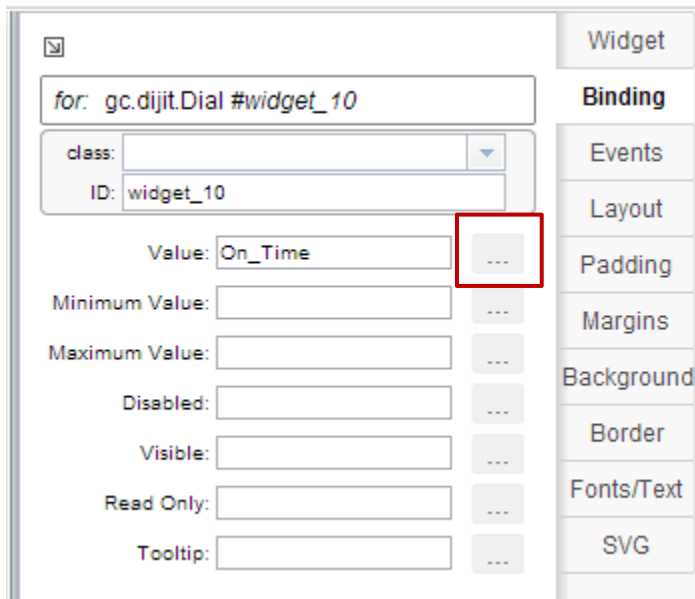 Widget
for: gc.dijit.Dial #widget_10
Binding
class:
Events
ID: widget_10
Layout
Value: On_Time ...
Padding
Minimum Value: ...
Margins
Maximum Value: ...
Background
Disabled: ...
Border
Visible: ...
Read Only: ...
Fonts/Text
Tooltip: ...
SVG